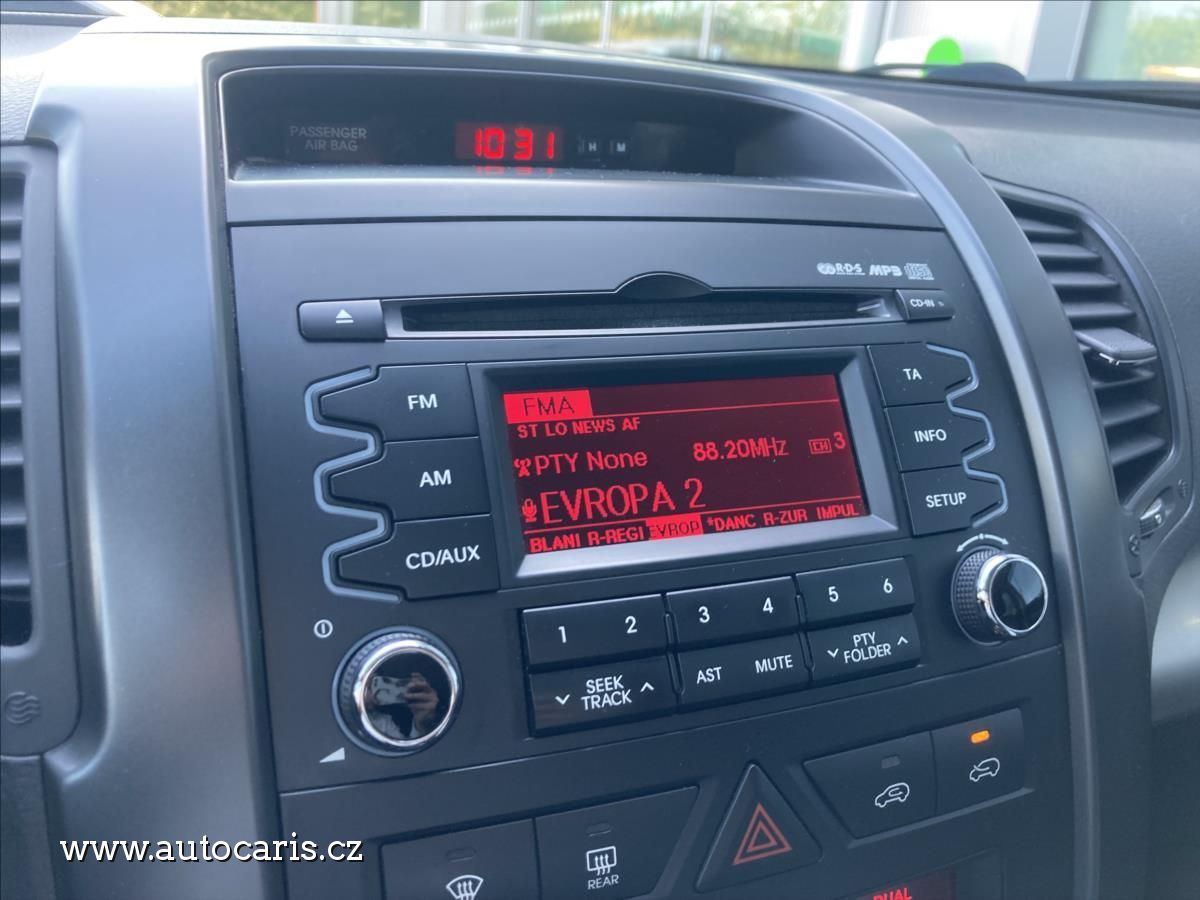 PASSENGER
AIR BAG
10 31
H M
R·D·S MP3
CD-IN
FM
AM
CD/AUX
FMA
ST LO NEWS AF
PTY None 88.20MHz CH 3
EVROPA 2
BLANI R-REGI EVROP *DANC R-ZUR IMPUL
TA
INFO
SETUP
1 2 3 4 5 6
SEEK
TRACK
AST MUTE
PTY
FOLDER
REAR
DUAL
www.autocaris.cz